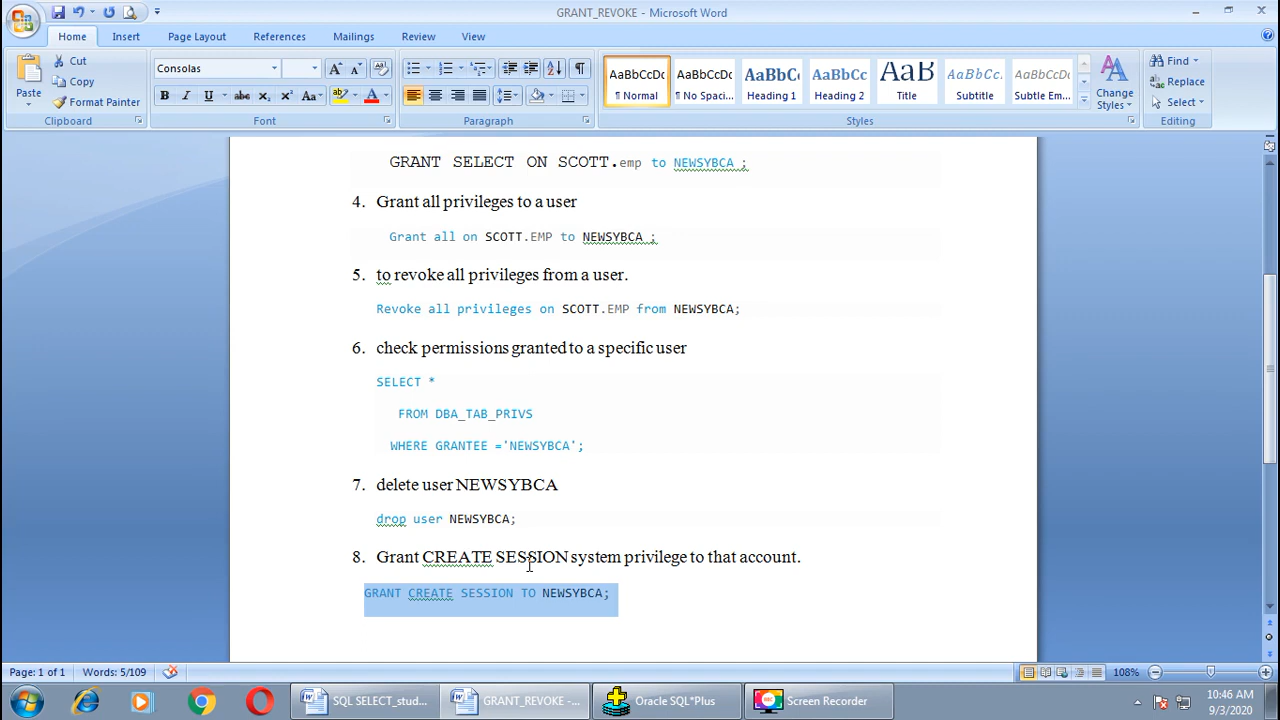 GRANT_REVOKE - Microsoft Word
Home Insert Page Layout References Mailings Review View
Paste
Cut
Copy
Format Painter
Clipboard
Consolas
Font
Paragraph
AaBbCcDc AaBbCcDc AaBbCc AaBbCc AaB AaBbCc. AaBbCcDc
¶ Normal ¶ No Spaci... Heading 1 Heading 2 Title Subtitle Subtle Em...
Change Styles
Styles
Find
Replace
Select
Editing
GRANT SELECT ON SCOTT.emp to NEWSYBCA ;
4. Grant all privileges to a user
Grant all on SCOTT.EMP to NEWSYBCA ;
5. to revoke all privileges from a user.
Revoke all privileges on SCOTT.EMP from NEWSYBCA;
6. check permissions granted to a specific user
SELECT *
FROM DBA_TAB_PRIVS
WHERE GRANTEE ='NEWSYBCA';
7. delete user NEWSYBCA
drop user NEWSYBCA;
8. Grant CREATE SESSION system privilege to that account.
GRANT CREATE SESSION TO NEWSYBCA;
Page: 1 of 1 Words: 5/109 108%
SQL SELECT_stud... GRANT_REVOKE -... Oracle SQL*Plus Screen Recorder
10:46 AM
9/3/2020